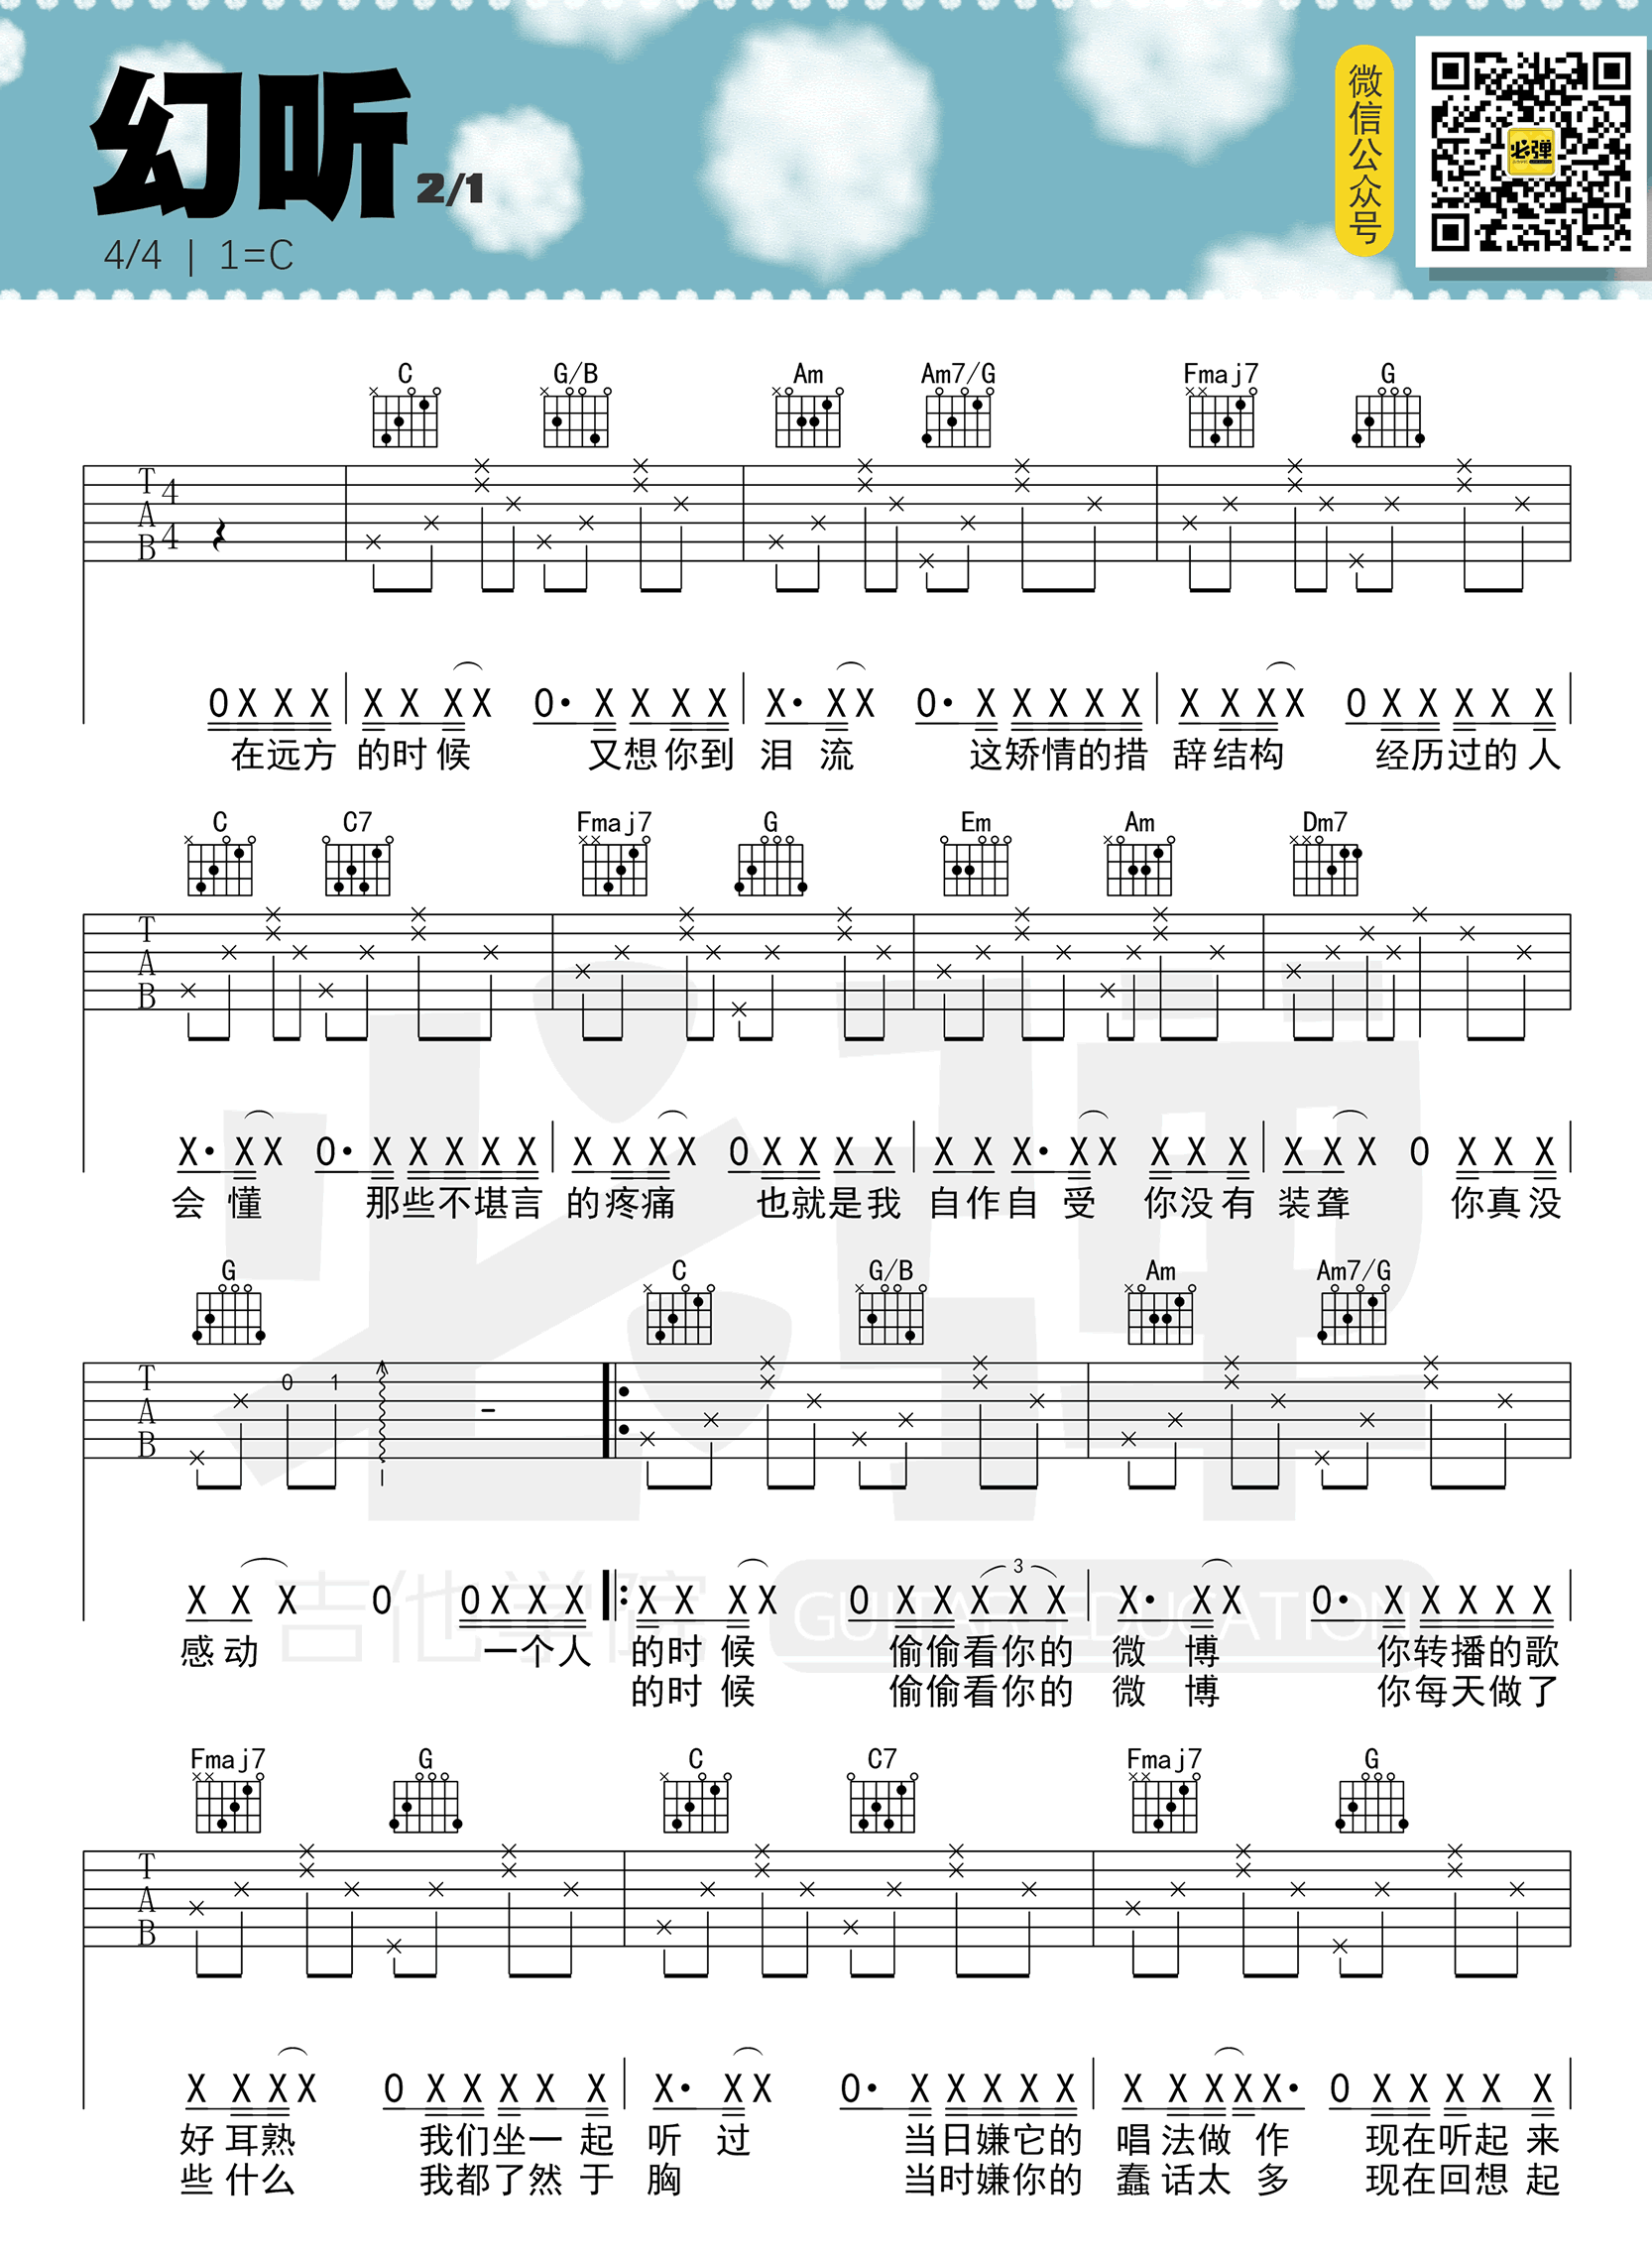 幻听 2/1
4/4 | 1=C
微信公众号
必弹
C G/B Am Am7/G Fmaj7 G
T A B 4 4
0 X X X X X X X 0· X X X X X· X X 0· X X X X X X X X X 0 X X X X X
在远方 的时 候 又想你到 泪 流 这矫情的措 辞结构 经历过的 人
C C7 Fmaj7 G Em Am Dm7
T A B
X· X X 0· X X X X X X X X X 0 X X X X X X X· X X X X X X X X 0 X X X
会 懂 那些不堪言 的疼痛 也就是我 自作自 受 你没有 装聋 你真没
G C G/B Am Am7/G
T A B 0 1 -
X X X 0 0 X X X X X X X 0 X X X X X 3 X· X X 0· X X X X X
感动 一个人 的时 候 偷偷看你的 微 博 你转播的歌
的时 候 偷偷看你的 微 博 你每天做了
吉他学院 GUITAR EDUCATION
Fmaj7 G C C7 Fmaj7 G
T A B
X X X X 0 X X X X X X· X X 0· X X X X X X X X X X· 0 X X X X X
好 耳熟 我们坐一 起 听 过 当日嫌它的 唱 法做 作 现在听起 来
些 什么 我都了然 于 胸 当时嫌你的 蠢 话太 多 现在回想 起